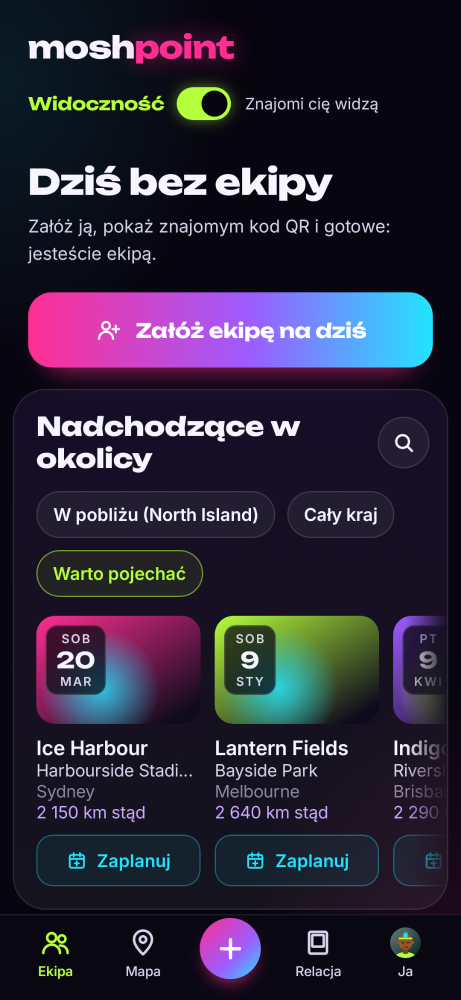 moshpoint
Widoczność
Znajomi cię widzą
Dziś bez ekipy
Załóż ją, pokaż znajomym kod QR i gotowe:
jesteście ekipą.
Załóż ekipę na dziś
Nadchodzące w
okolicy
W pobliżu (North Island)
Cały kraj
Warto pojechać
SOB
20
MAR
Ice Harbour
Harbourside Stadi...
Sydney
2 150 km stąd
Zaplanuj
SOB
9
STY
Lantern Fields
Bayside Park
Melbourne
2 640 km stąd
Zaplanuj
PT
9
KWI
2 290
Ekipa
Mapa
Relacja
Ja